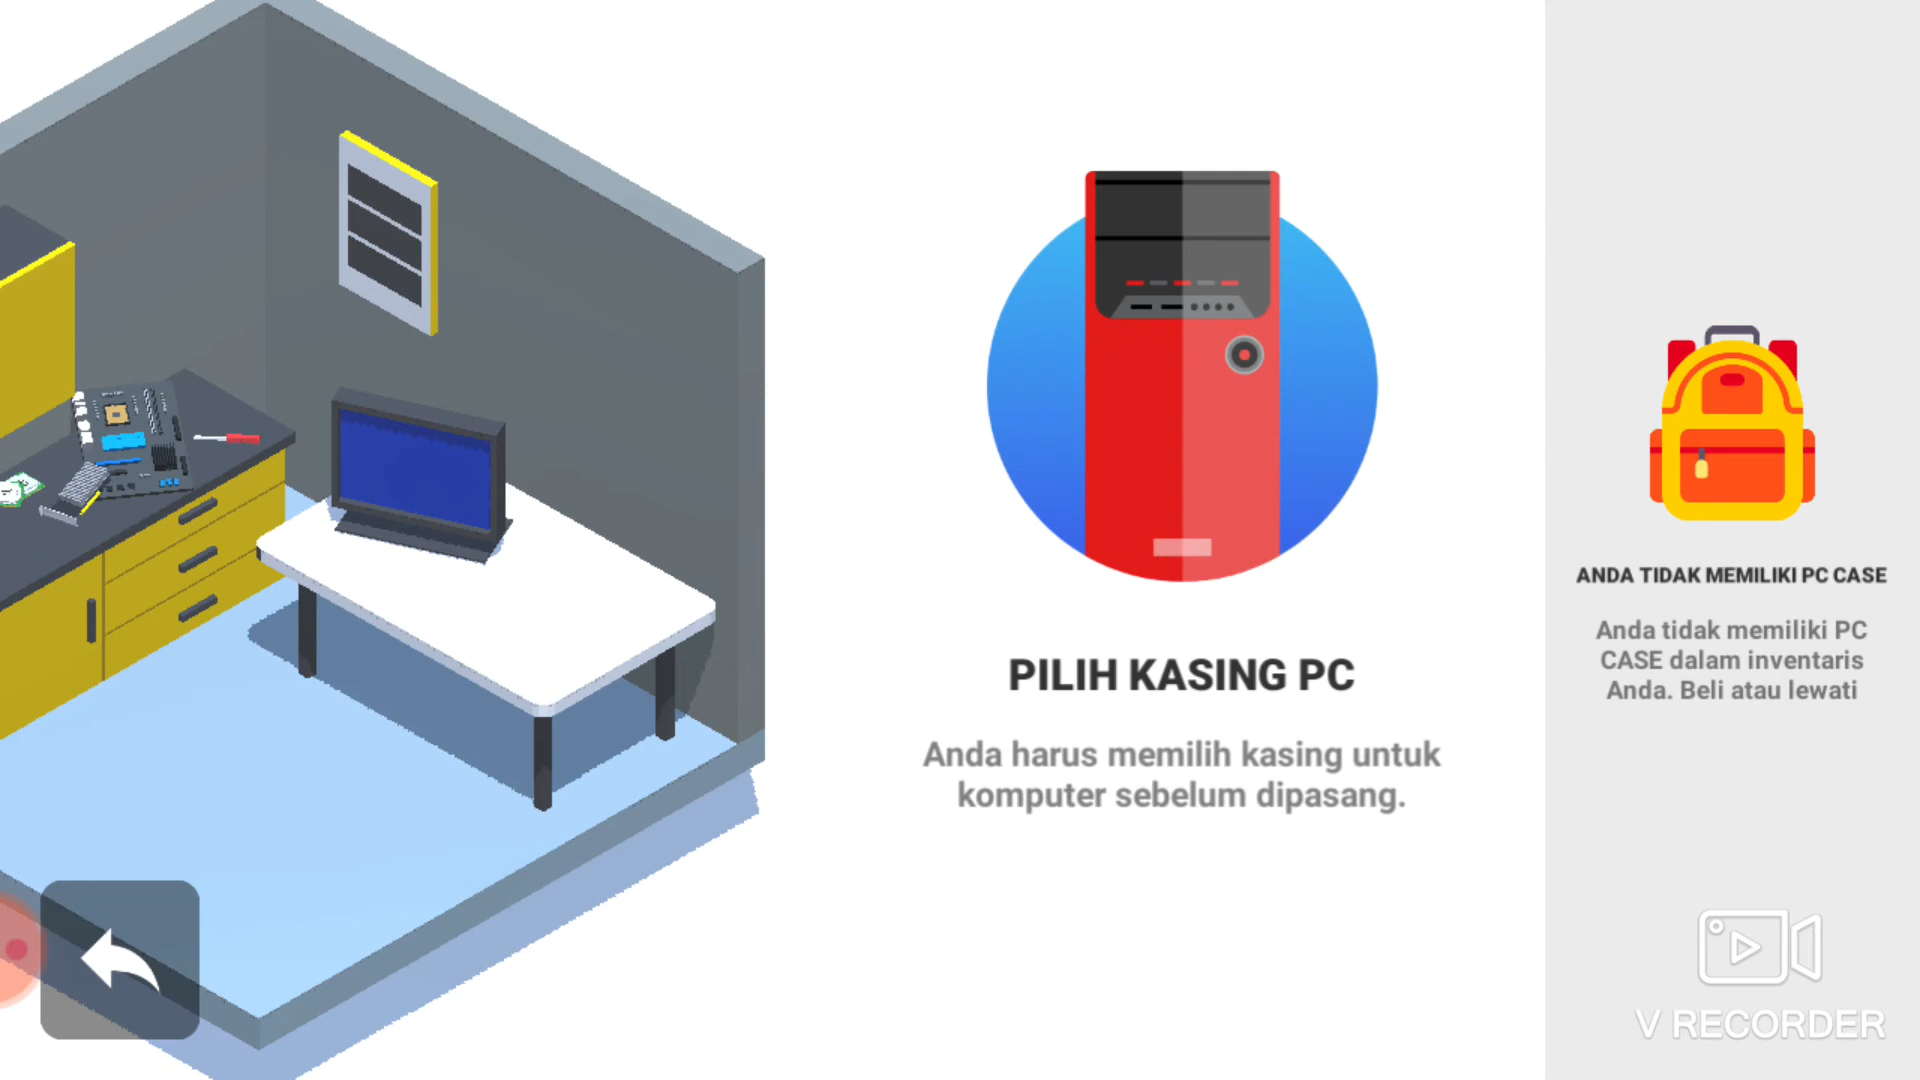 PILIH KASING PC
Anda harus memilih kasing untuk
komputer sebelum dipasang.
ANDA TIDAK MEMILIKI PC CASE
Anda tidak memiliki PC
CASE dalam inventaris
Anda. Beli atau lewati
V RECORDER